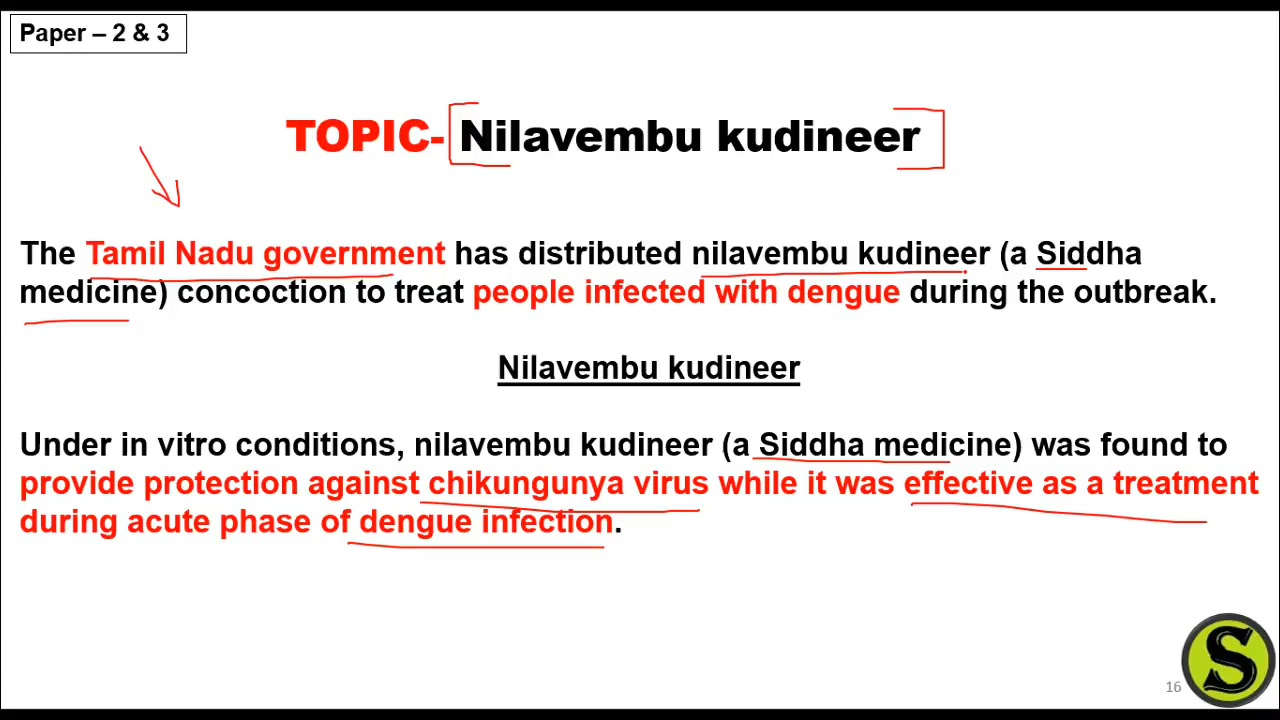 Paper – 2 & 3
TOPIC- Nilavembu kudineer
The Tamil Nadu government has distributed nilavembu kudineer (a Siddha
medicine) concoction to treat people infected with dengue during the outbreak.
Nilavembu kudineer
Under in vitro conditions, nilavembu kudineer (a Siddha medicine) was found to
provide protection against chikungunya virus while it was effective as a treatment
during acute phase of dengue infection.
16
S